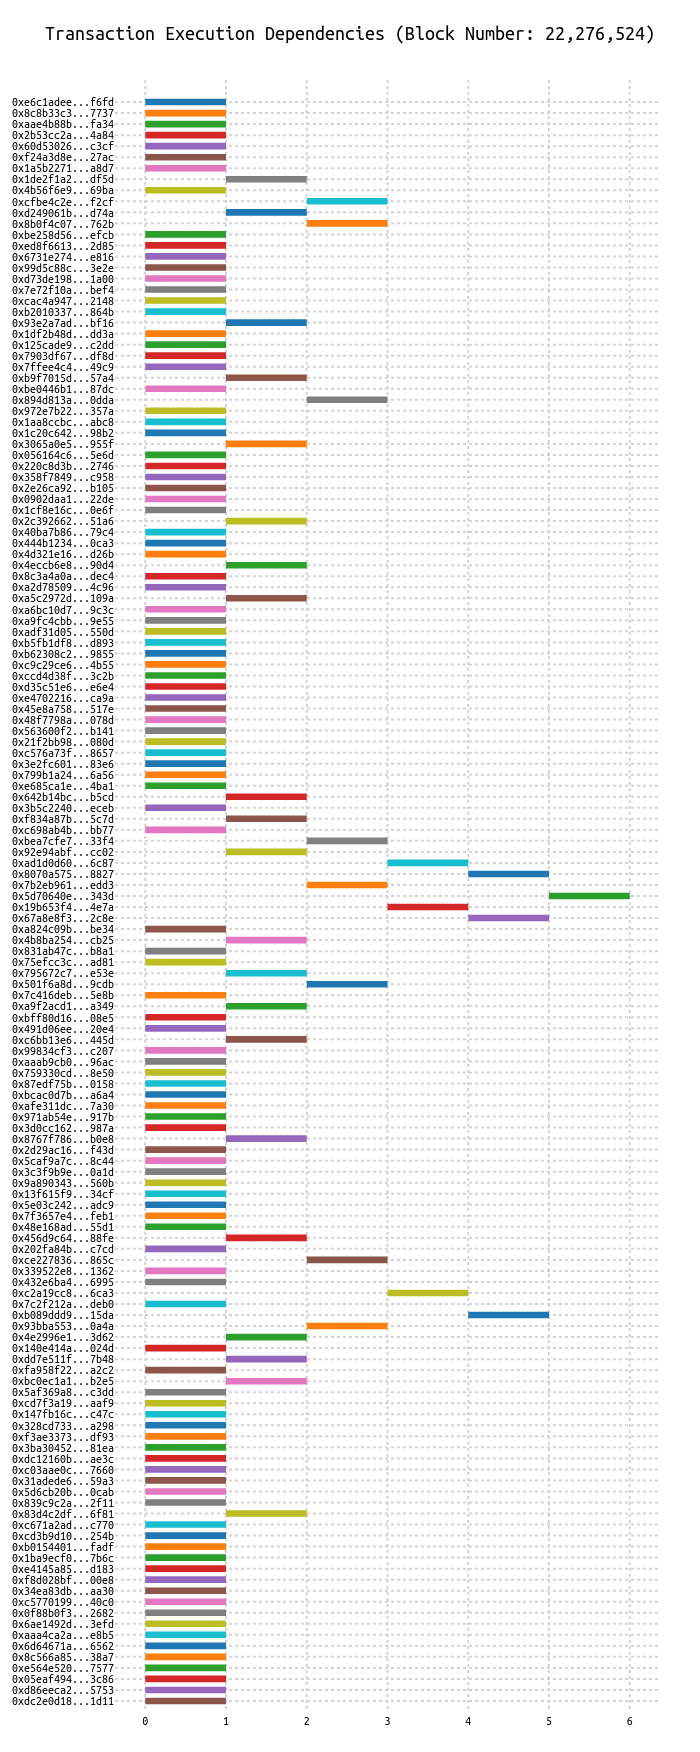 Transaction Execution Dependencies (Block Number: 22,276,524)
0xe6c1adee...f6fd
0x8c8b33c3...7737
0xaae4b88b...fa34
0x2b53cc2a...4a84
0x60d53026...c3cf
0xf24a3d8e...27ac
0x1a5b2271...a8d7
0x1de2f1a2...df5d
0x4b56f6e9...69ba
0xcfbe4c2e...f2cf
0xd249061b...d74a
0x8b0f4c07...762b
0xbe258d56...efcb
0xed8f6613...2d85
0x6731e274...e816
0x99d5c88c...3e2e
0xd73de198...1a00
0x7e72f10a...bef4
0xcac4a947...2148
0xb2010337...864b
0x93e2a7ad...bf16
0x1df2b48d...dd3a
0x125cade9...c2dd
0x7903df67...df8d
0x7ffee4c4...49c9
0xb9f7015d...57a4
0xbe0446b1...87dc
0x894d813a...0dda
0x972e7b22...357a
0x1aa8ccbc...abc8
0x1c20c642...98b2
0x3065a0e5...955f
0x056164c6...5e6d
0x220c8d3b...2746
0x358f7849...c958
0x2e26ca92...b105
0x0902daa1...22de
0x1cf8e16c...0e6f
0x2c392662...51a6
0x40ba7b86...79c4
0x444b1234...0ca3
0x4d321e16...d26b
0x4eccb6e8...90d4
0x8c3a4a0a...dec4
0xa2d78509...4c96
0xa5c2972d...109a
0xa6bc10d7...9c3c
0xa9fc4cbb...9e55
0xadf31d05...550d
0xb5fb1df8...d893
0xb62308c2...9855
0xc9c29ce6...4b55
0xccd4d38f...3c2b
0xd35c51e6...e6e4
0xe4702216...ca9a
0x45e8a758...517e
0x48f7798a...078d
0x563600f2...b141
0x21f2bb98...080d
0xc576a73f...8657
0x3e2fc601...83e6
0x799b1a24...6a56
0xe685ca1e...4ba1
0x642b14bc...b5cd
0x3b5c2240...eceb
0xf834a87b...5c7d
0xc698ab4b...bb77
0xbea7cfe7...33f4
0x92e94abf...cc02
0xad1d0d60...6c87
0x8070a575...8827
0x7b2eb961...edd3
0x5d70640e...343d
0x19b653f4...4e7a
0x67a8e8f3...2c8e
0xa824c09b...be34
0x4b8ba254...cb25
0x831ab47c...b8a1
0x75efcc3c...ad81
0x795672c7...e53e
0x501f6a8d...9cdb
0x7c416deb...5e8b
0xa9f2acd1...a349
0xbff80d16...08e5
0x491d06ee...20e4
0xc6bb13e6...445d
0x99834cf3...c207
0xaaab9cb0...96ac
0x759330cd...8e50
0x87edf75b...0158
0xbcac0d7b...a6a4
0xafe311dc...7a30
0x971ab54e...917b
0x3d0cc162...987a
0x8767f786...b0e8
0x2d29ac16...f43d
0x5caf9a7c...8c44
0x3c3f9b9e...0a1d
0x9a890343...560b
0x13f615f9...34cf
0x5e03c242...adc9
0x7f3657e4...feb1
0x48e168ad...55d1
0x456d9c64...88fe
0x202fa84b...c7cd
0xce227836...865c
0x339522e8...1362
0x432e6ba4...6995
0xc2a19cc8...6ca3
0x7c2f212a...deb0
0xb089ddd9...15da
0x93bba553...0a4a
0x4e2996e1...3d62
0x140e414a...024d
0xdd7e511f...7b48
0xfa958f22...a2c2
0xbc0ec1a1...b2e5
0x5af369a8...c3dd
0xcd7f3a19...aaf9
0x147fb16c...c47c
0x328cd733...a298
0xf3ae3373...df93
0x3ba30452...81ea
0xdc12160b...ae3c
0xc03aae0c...7660
0x31adede6...59a3
0x5d6cb20b...0cab
0x839c9c2a...2f11
0x83d4c2df...6f81
0xc671a2ad...c770
0xcd3b9d10...254b
0xb0154401...fadf
0x1ba9ecf0...7b6c
0xe4145a85...d183
0xf8d028bf...00e8
0x34ea83db...aa30
0xc5770199...40c0
0x0f88b0f3...2682
0x6ae1492d...3efd
0xaaa4ca2a...e8b5
0x6d64671a...6562
0x8c566a85...38a7
0xe564e520...7577
0x05eaf494...3c86
0xd86eeca2...5753
0xdc2e0d18...1d11
0 1 2 3 4 5 6